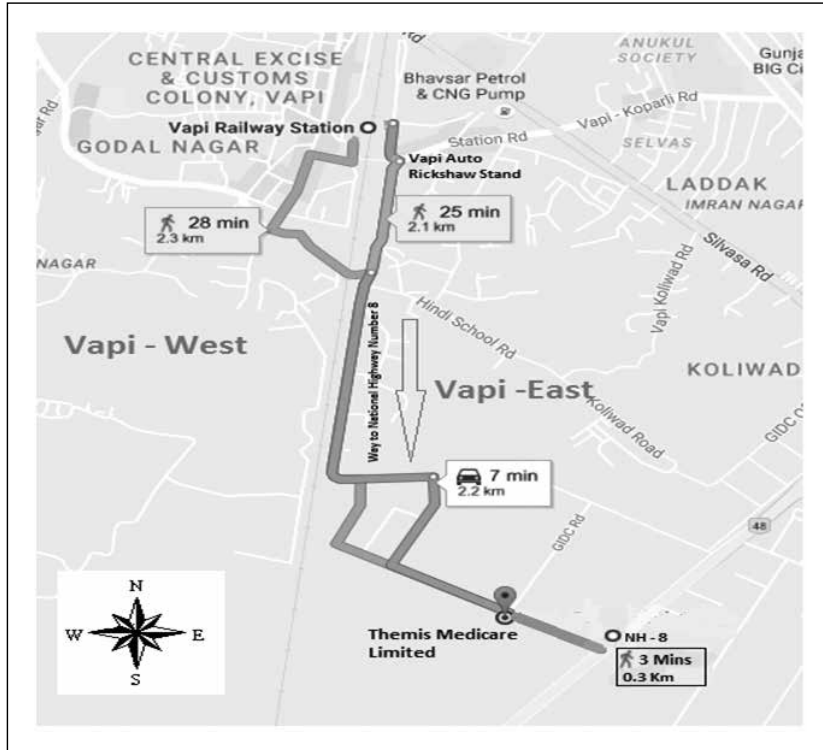 Rd
ANUKUL
SOCIETY
Gunja
BIG Ci
CENTRAL EXCISE
& CUSTOMS
COLONY, VAPI
Bhavsar Petrol
& CNG Pump
Vapi - Koparli Rd
Vapi Railway Station
Station Rd
GODAL NAGAR
Vapi Auto
Rickshaw Stand
SELVAS
LADDAK
IMRAN NAGAR
28 min
2.3 km
25 min
2.1 km
Silvasa Rd
NAGAR
Vapi Koliwad Rd
Hindi School Rd
Way to National Highway Number 8
Vapi - West
Vapi -East
KOLIWAD
Koliwad Road
GIDC
7 min
2.2 km
GIDC Rd
48
Themis Medicare
Limited
NH - 8
3 Mins
0.3 Km
N
W
E
S